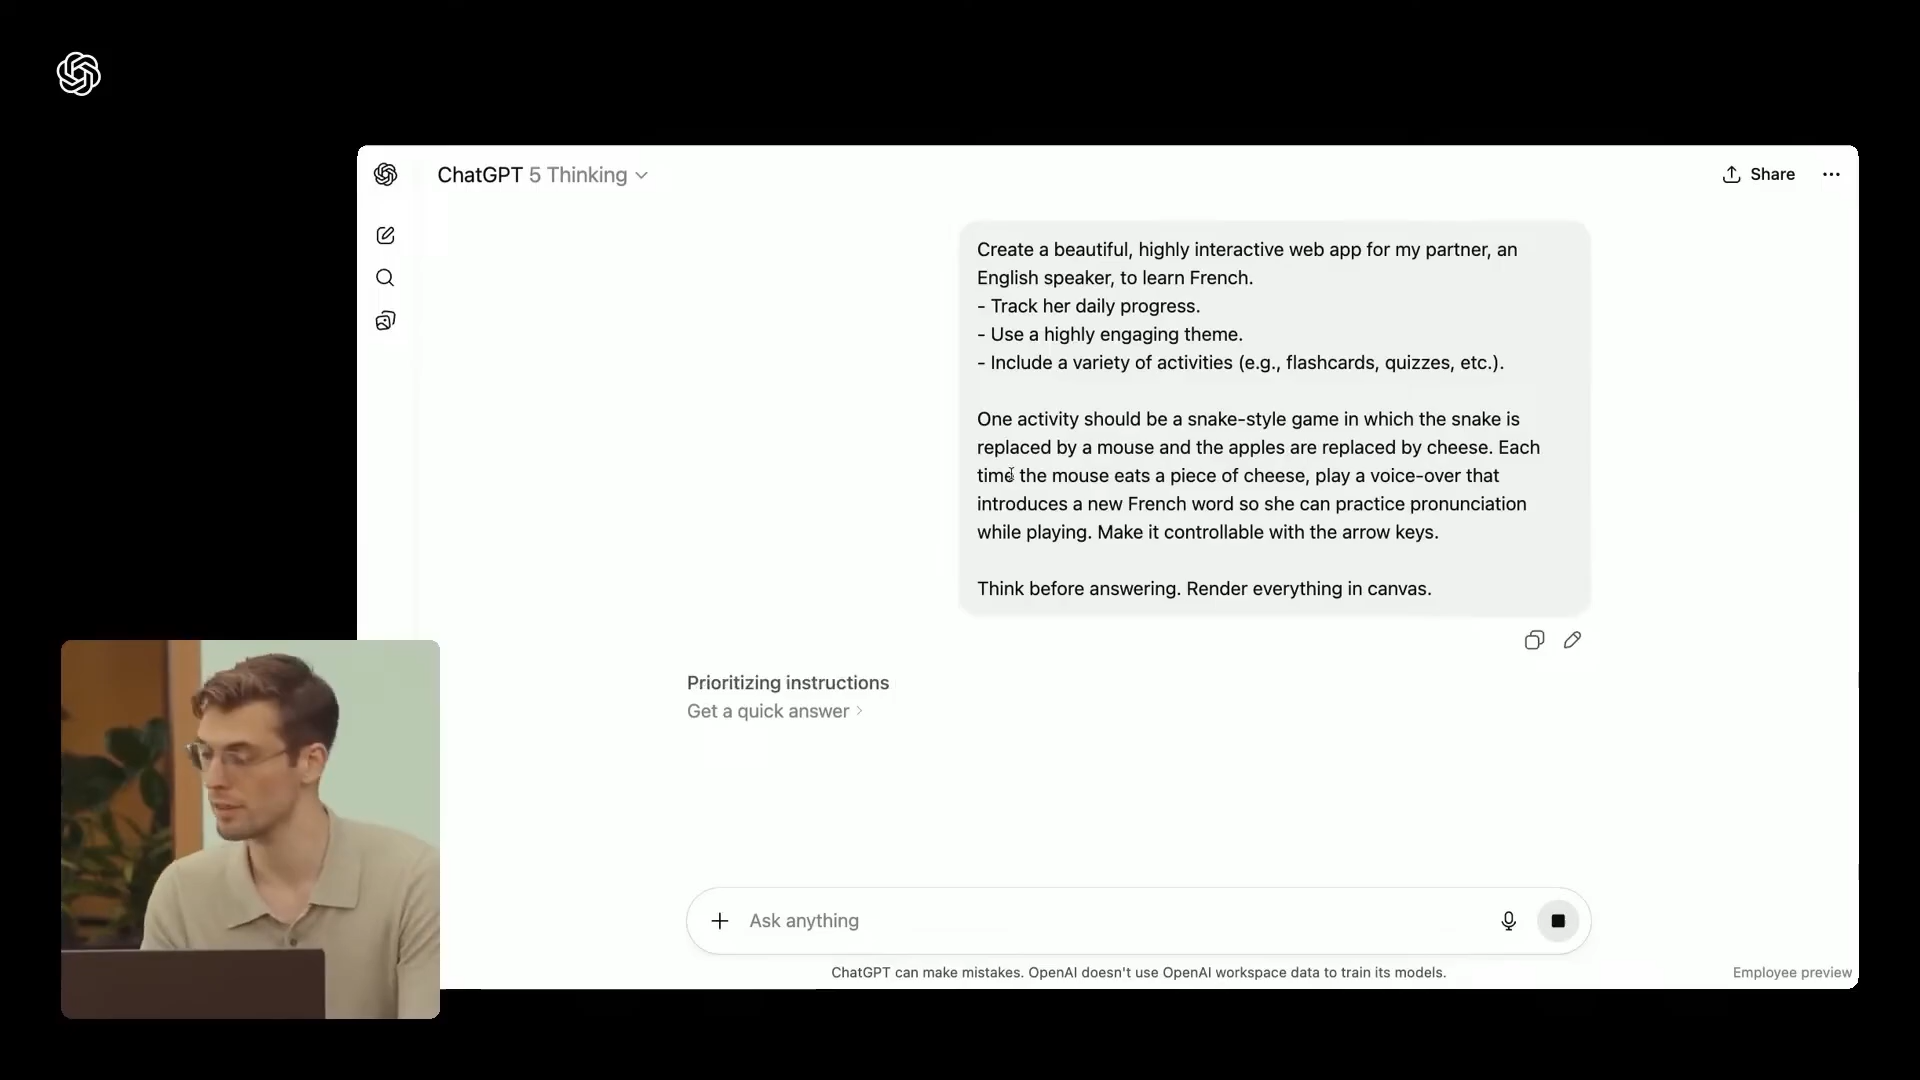 ChatGPT 5 Thinking
Share
Create a beautiful, highly interactive web app for my partner, an
English speaker, to learn French.
- Track her daily progress.
- Use a highly engaging theme.
- Include a variety of activities (e.g., flashcards, quizzes, etc.).
One activity should be a snake-style game in which the snake is
replaced by a mouse and the apples are replaced by cheese. Each
time the mouse eats a piece of cheese, play a voice-over that
introduces a new French word so she can practice pronunciation
while playing. Make it controllable with the arrow keys.
Think before answering. Render everything in canvas.
Prioritizing instructions
Get a quick answer
Ask anything
ChatGPT can make mistakes. OpenAI doesn't use OpenAI workspace data to train its models.
Employee preview